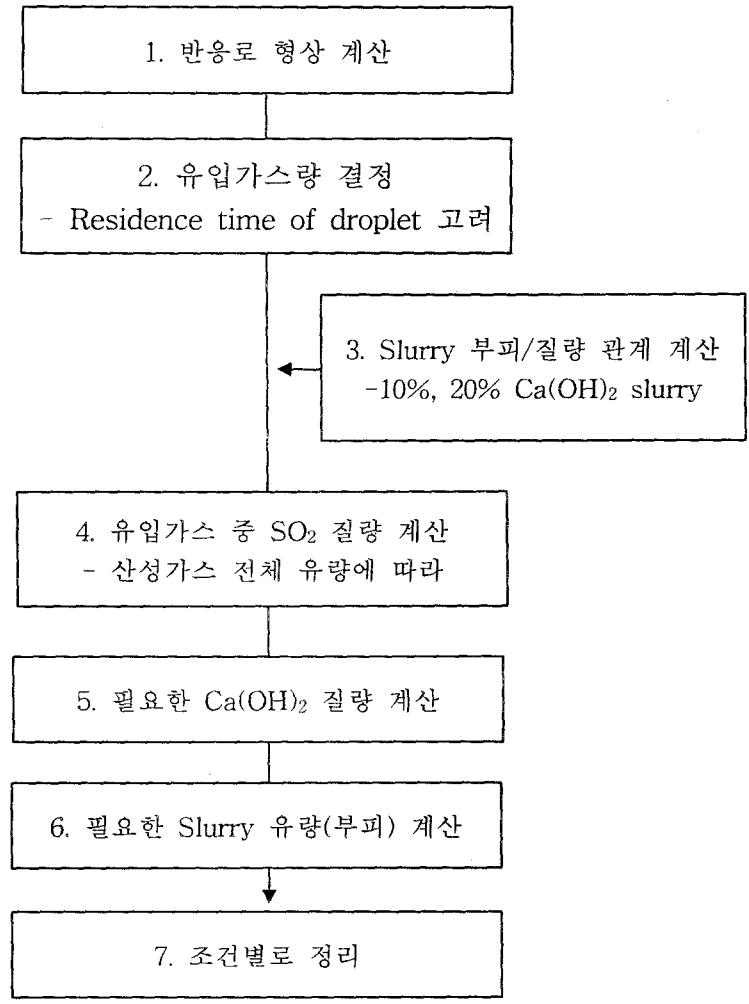 1. 반응로 형상 계산
2. 유입가스량 결정
- Residence time of droplet 고려
3. Slurry 부피/질량 관계 계산
-10%, 20% Ca(OH)₂ slurry
4. 유입가스 중 SO₂ 질량 계산
- 산성가스 전체 유량에 따라
5. 필요한 Ca(OH)₂ 질량 계산
6. 필요한 Slurry 유량(부피) 계산
7. 조건별로 정리